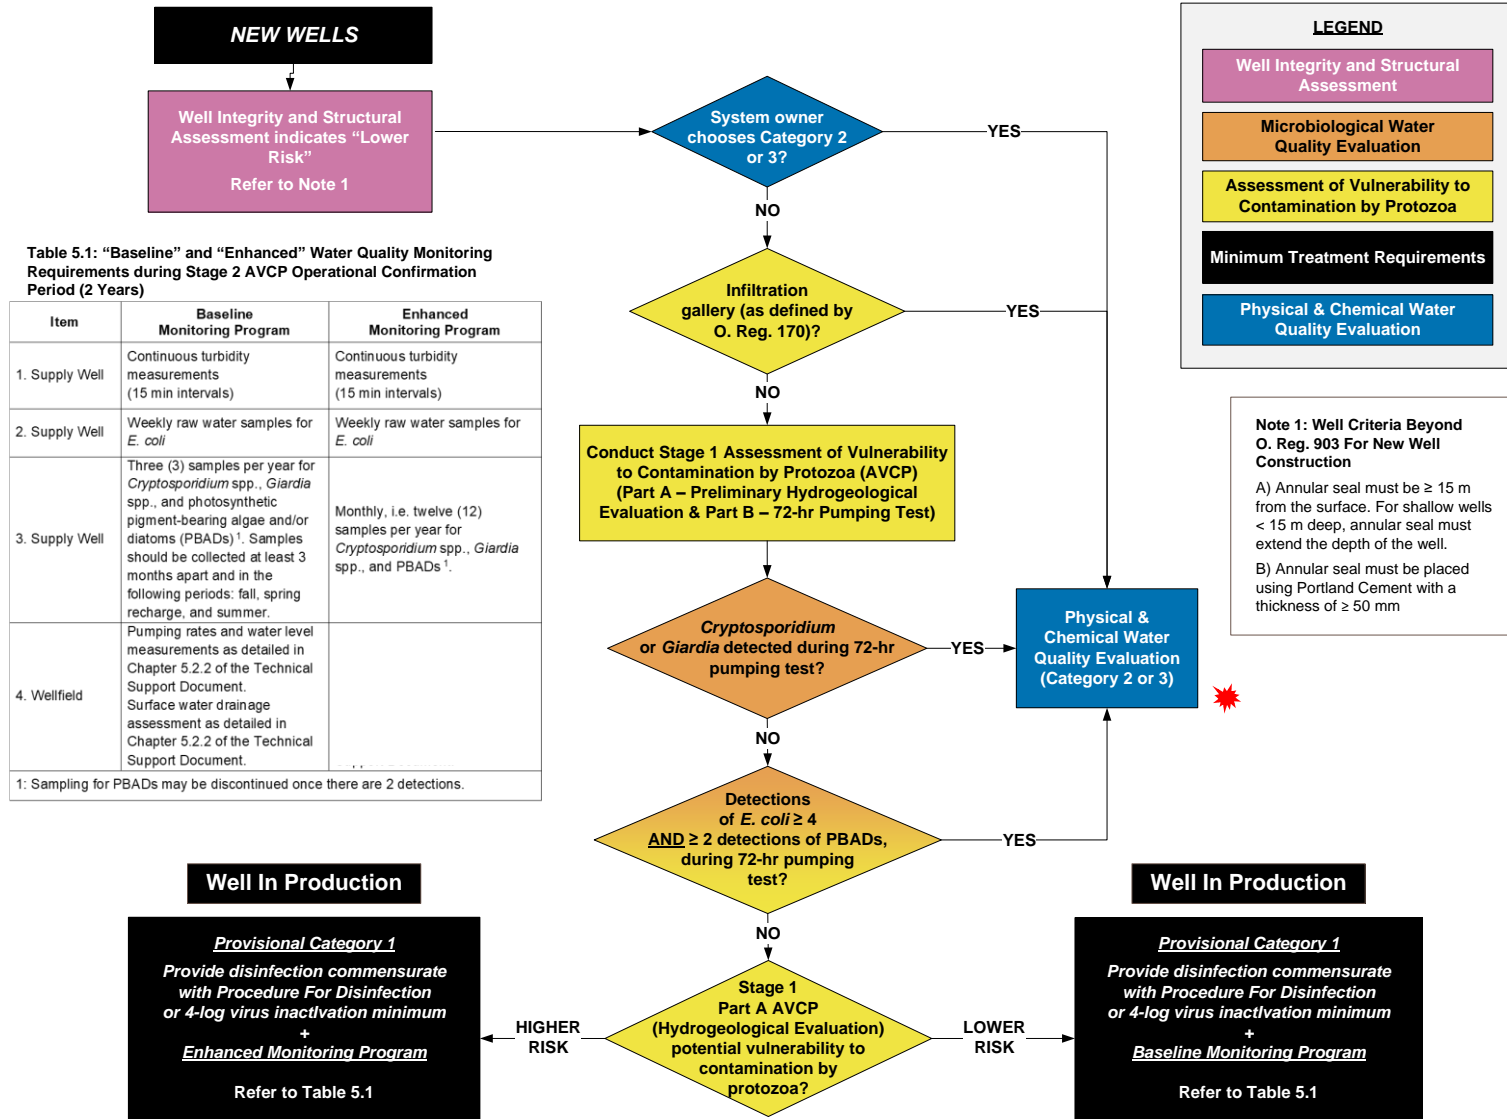 NEW WELLS
Well Integrity and Structural
Assessment indicates “Lower
Risk”
Refer to Note 1
System owner
chooses Category 2
or 3?
YES
NO
Infiltration
gallery (as defined by
O. Reg. 170)?
YES
NO
Conduct Stage 1 Assessment of Vulnerability
to Contamination by Protozoa (AVCP)
(Part A – Preliminary Hydrogeological
Evaluation & Part B – 72-hr Pumping Test)
Cryptosporidium
or Giardia detected during 72-hr
pumping test?
YES
NO
Physical &
Chemical Water
Quality Evaluation
(Category 2 or 3)
Detections
of E. coli ≥ 4
AND ≥ 2 detections of PBADs,
during 72-hr pumping
test?
YES
NO
Stage 1
Part A AVCP
(Hydrogeological Evaluation)
potential vulnerability to
contamination by
protozoa?
HIGHER
RISK
LOWER
RISK
Well In Production
Provisional Category 1
Provide disinfection commensurate
with Procedure For Disinfection
or 4-log virus inactIvation minimum
+
Enhanced Monitoring Program
Refer to Table 5.1
Well In Production
Provisional Category 1
Provide disinfection commensurate
with Procedure For Disinfection
or 4-log virus inactIvation minimum
+
Baseline Monitoring Program
Refer to Table 5.1
LEGEND
Well Integrity and Structural
Assessment
Microbiological Water
Quality Evaluation
Assessment of Vulnerability to
Contamination by Protozoa
Minimum Treatment Requirements
Physical & Chemical Water
Quality Evaluation
Note 1: Well Criteria Beyond
O. Reg. 903 For New Well
Construction
A) Annular seal must be ≥ 15 m
from the surface. For shallow wells
< 15 m deep, annular seal must
extend the depth of the well.
B) Annular seal must be placed
using Portland Cement with a
thickness of ≥ 50 mm
Table 5.1: “Baseline” and “Enhanced” Water Quality Monitoring
Requirements during Stage 2 AVCP Operational Confirmation
Period (2 Years)
Item
Baseline
Monitoring Program
Enhanced
Monitoring Program
1. Supply Well
Continuous turbidity
measurements
(15 min intervals)
Continuous turbidity
measurements
(15 min intervals)
2. Supply Well
Weekly raw water samples for
E. coli
Weekly raw water samples for
E. coli
3. Supply Well
Three (3) samples per year for
Cryptosporidium spp., Giardia
spp., and photosynthetic
pigment-bearing algae and/or
diatoms (PBADs) 1. Samples
should be collected at least 3
months apart and in the
following periods: fall, spring
recharge, and summer.
Monthly, i.e. twelve (12)
samples per year for
Cryptosporidium spp., Giardia
spp., and PBADs 1.
4. Wellfield
Pumping rates and water level
measurements as detailed in
Chapter 5.2.2 of the Technical
Support Document.
Surface water drainage
assessment as detailed in
Chapter 5.2.2 of the Technical
Support Document.
1: Sampling for PBADs may be discontinued once there are 2 detections.